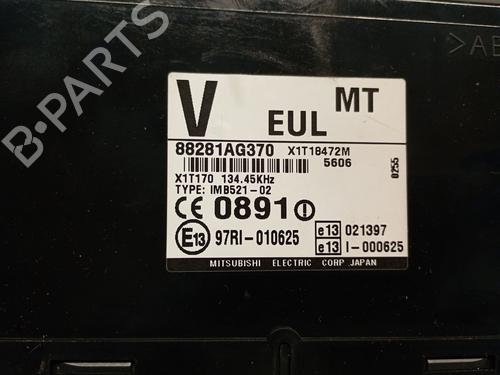 >AB
V EUL MT
88281AG370 X1T18472M
5606
0255
X1T170 134.45KHz
TYPE: IMB521-02
CE 0891
E13 97RI-010625
e13 021397
e13 I-000625
MITSUBISHI ELECTRIC CORP.JAPAN
B-PARTS